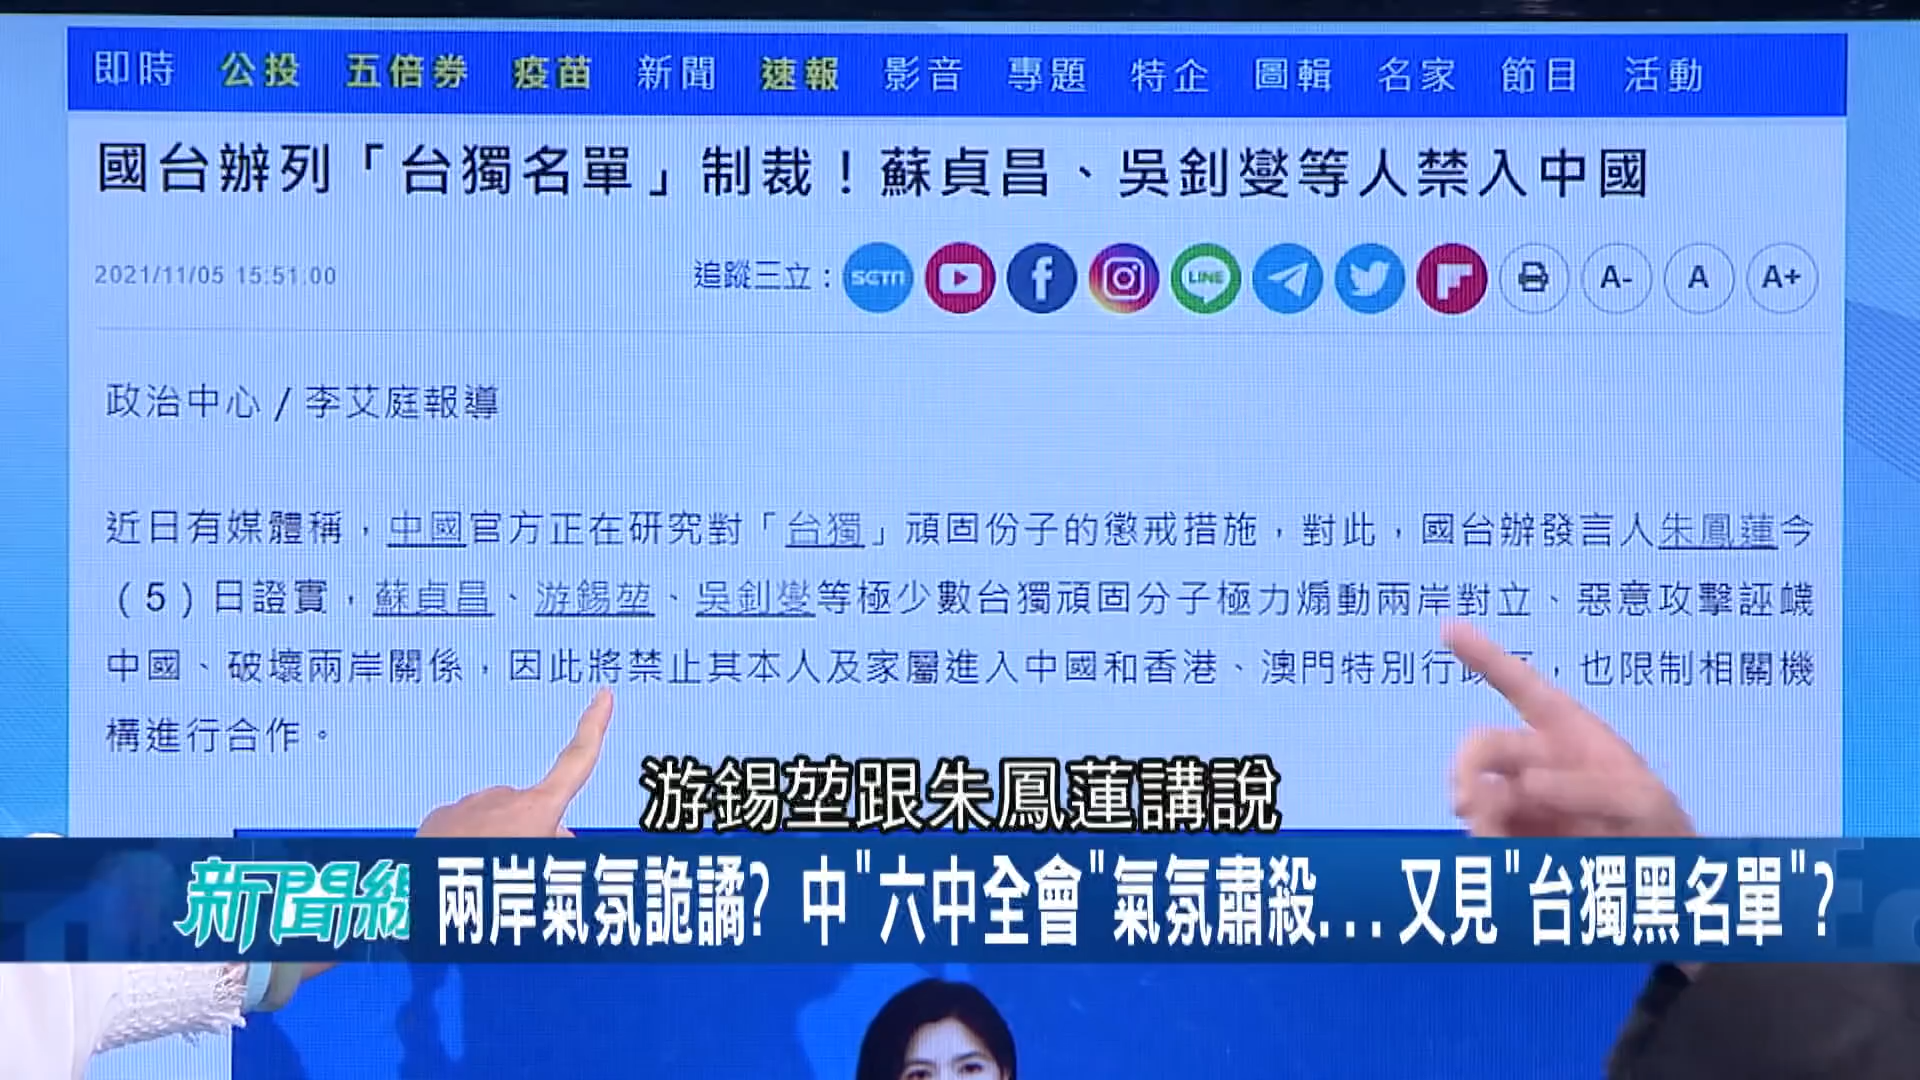 即時 公投 五倍券 疫苗 新聞 速報 影音 專題 特企 圖輯 名家 節目 活動
國台辦列「台獨名單」制裁！蘇貞昌、吳釗燮等人禁入中國
2021/11/05 15:51:00
追蹤三立： SETN LINE A- A A+
政治中心 / 李艾庭報導
近日有媒體稱，中國官方正在研究對「台獨」頑固份子的懲戒措施，對此，國台辦發言人朱鳳蓮今
（5）日證實，蘇貞昌、游錫堃、吳釗燮等極少數台獨頑固分子極力煽動兩岸對立、惡意攻擊誣衊
中國、破壞兩岸關係，因此將禁止其本人及家屬進入中國和香港、澳門特別行政，也限制相關機
構進行合作。
游錫堃跟朱鳳蓮講說
新聞 兩岸氣氛詭譎? 中"六中全會"氣氛肅殺...又見"台獨黑名單"?